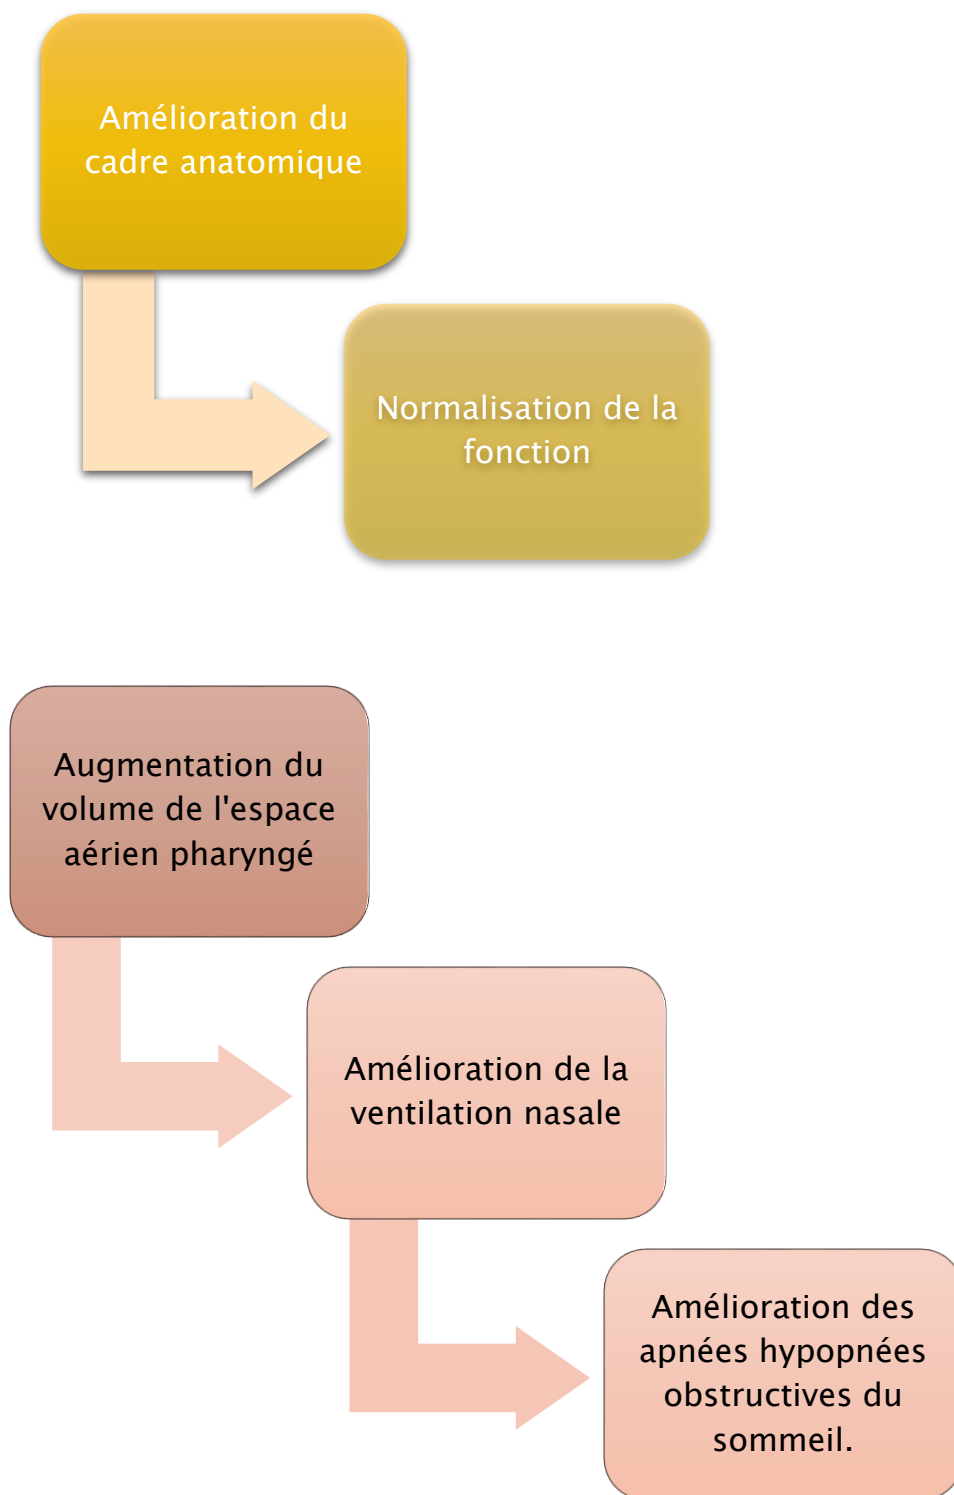 Amélioration du
cadre anatomique
Normalisation de la
fonction
Augmentation du
volume de l'espace
aérien pharyngé
Amélioration de la
ventilation nasale
Amélioration des
apnées hypopnées
obstructives du
sommeil.